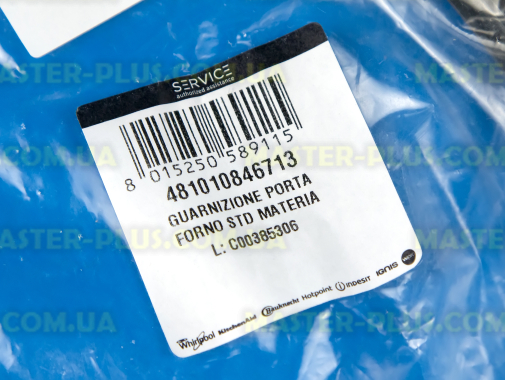 SERVICE
authorized assistance
8 015250 589115
481010846713
GUARNIZIONE PORTA
FORNO STD MATERIA
L: C00385306
Whirlpool KitchenAid Bauknecht Hotpoint INDESIT IGNIS
MASTER-PLUS.COM.UA